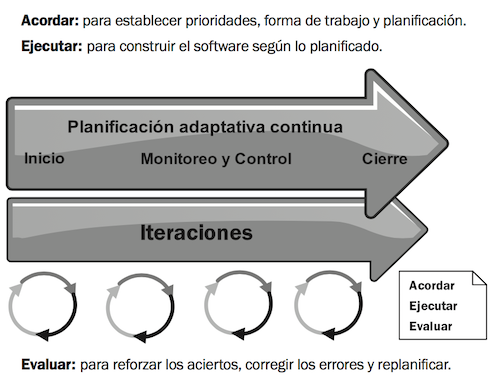 Acordar: para establecer prioridades, forma de trabajo y planificación.
Ejecutar: para construir el software según lo planificado.
Planificación adaptativa continua
Inicio Monitoreo y Control Cierre
Iteraciones
Acordar
Ejecutar
Evaluar
Evaluar: para reforzar los aciertos, corregir los errores y replanificar.